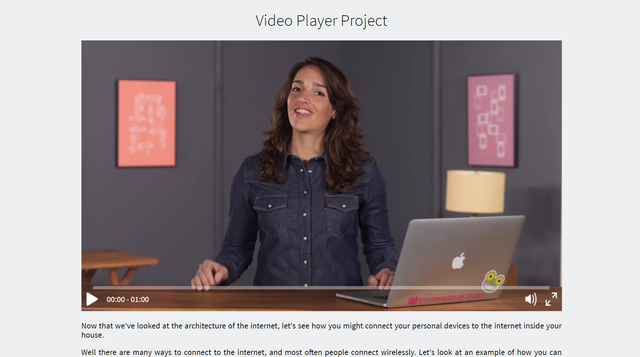 Video Player Project
00:00 - 01:00
Now that we've looked at the architecture of the internet, let's see how you might connect your personal devices to the internet inside your
house.
Well there are many ways to connect to the internet, and most often people connect wirelessly. Let's look at an example of how you can